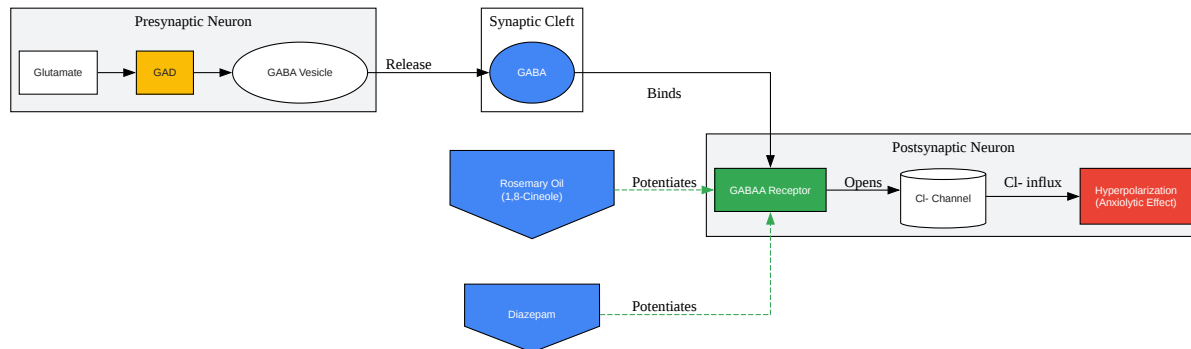 Presynaptic Neuron
Glutamate
GAD
GABA Vesicle
Release
Synaptic Cleft
GABA
Binds
Postsynaptic Neuron
Rosemary Oil
(1,8-Cineole)
Potentiates
GABAA Receptor
Opens
Cl- Channel
Cl- influx
Hyperpolarization
(Anxiolytic Effect)
Diazepam
Potentiates